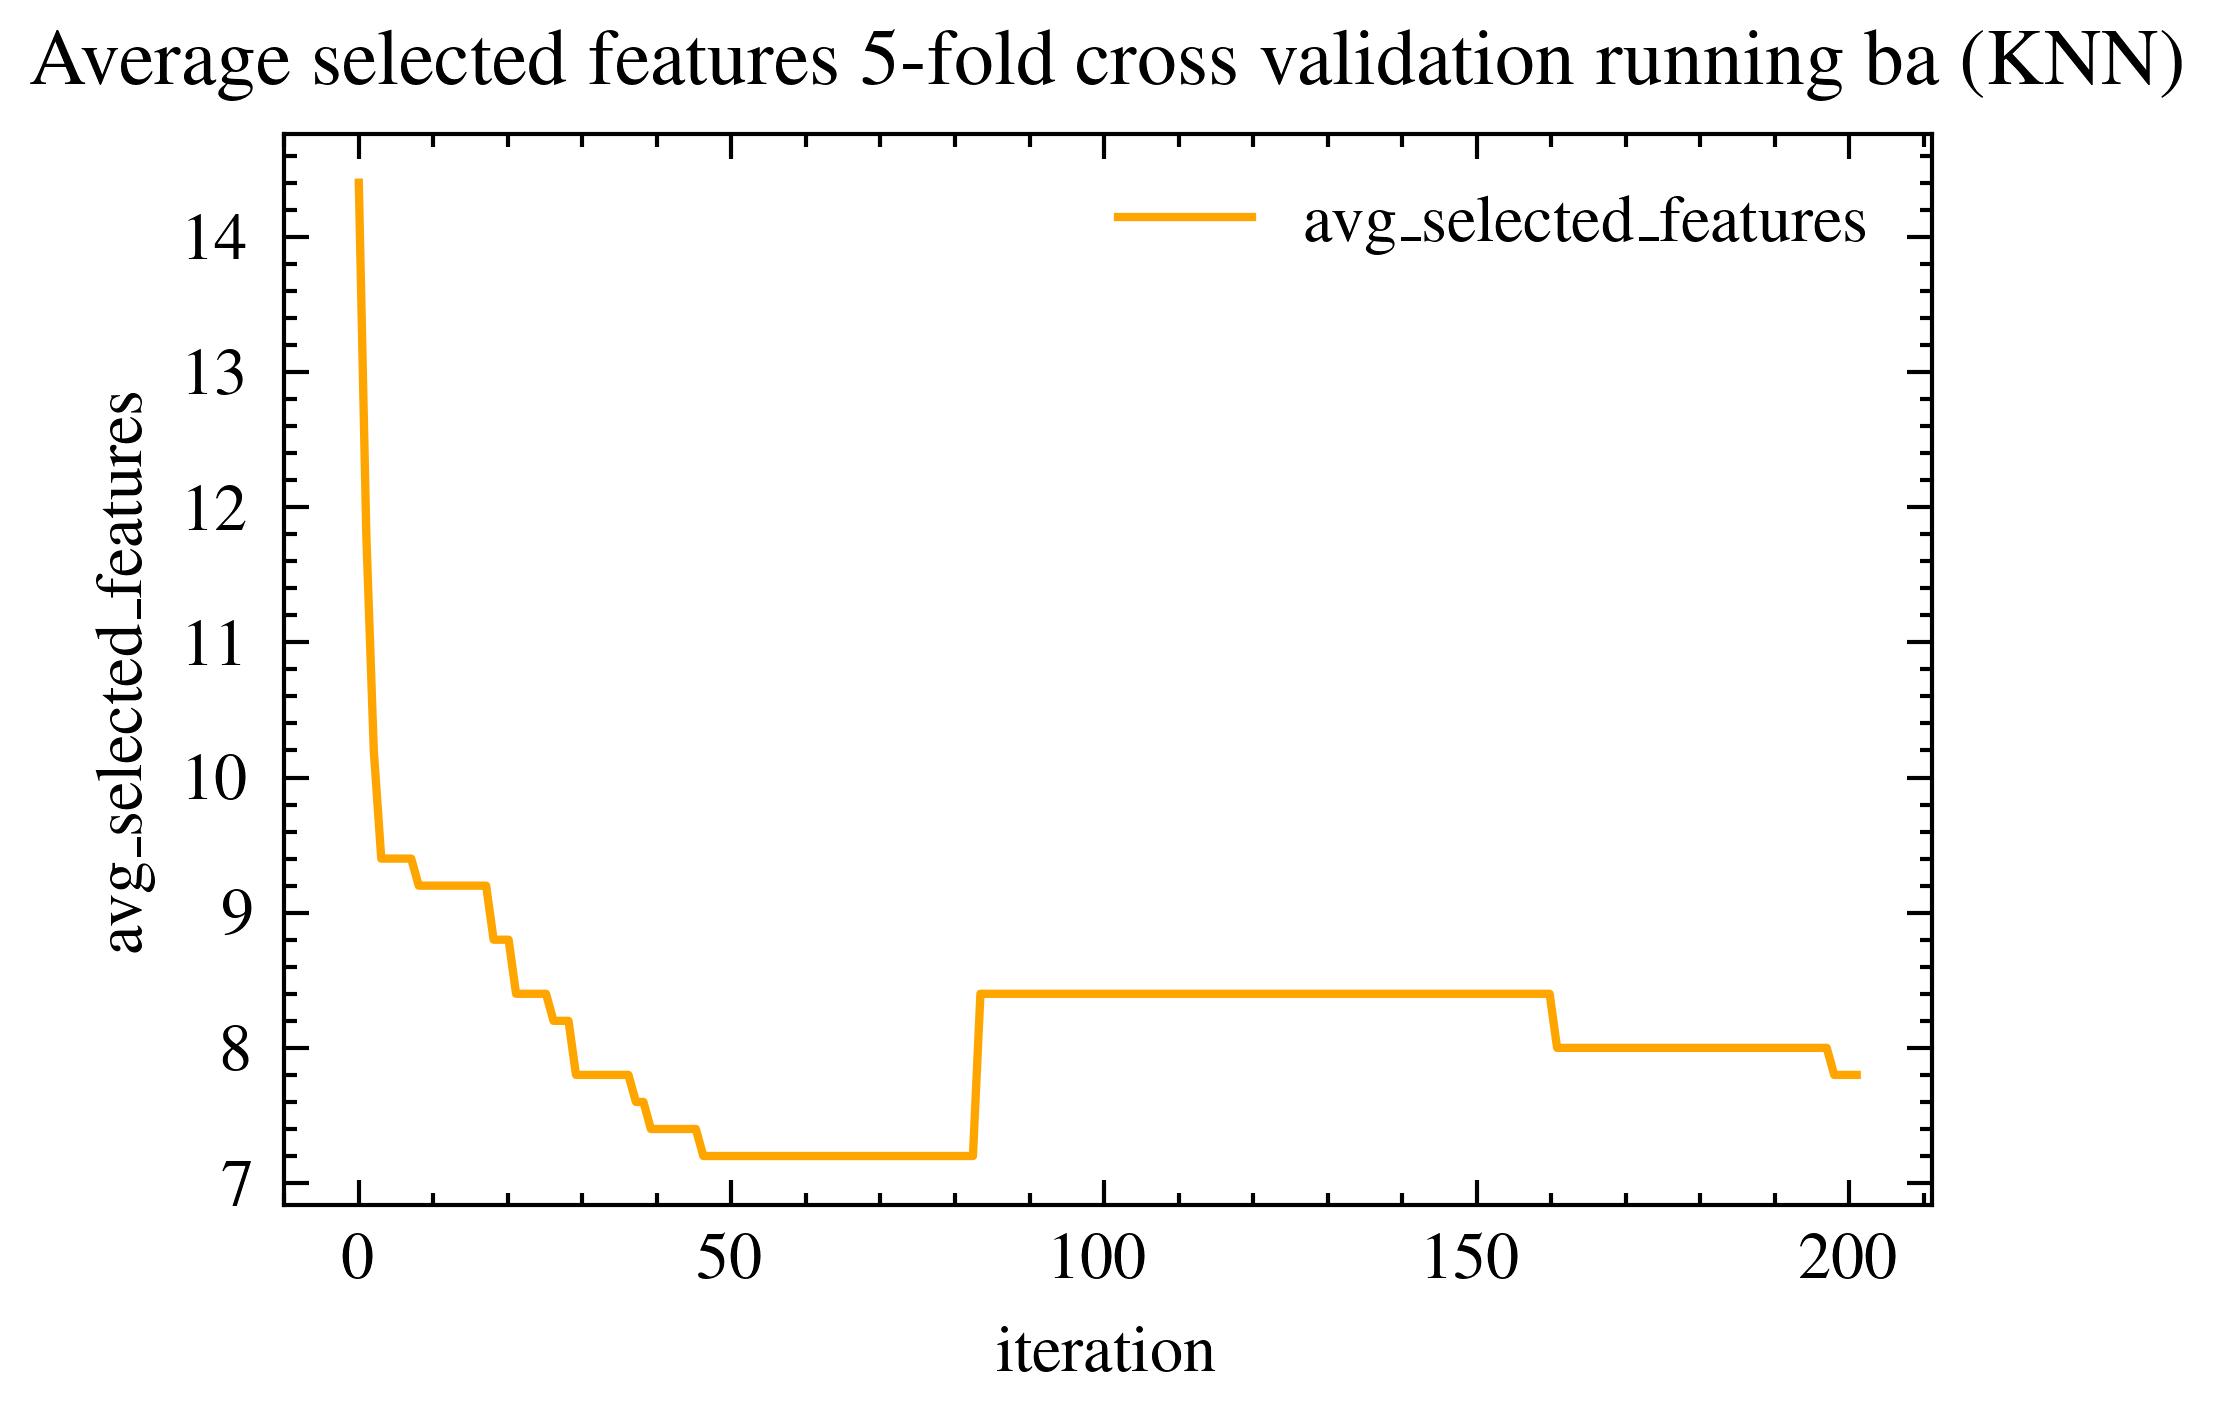 Average selected features 5-fold cross validation running ba (KNN)
avg_selected_features
14
13
12
11
10
9
8
7
avg_selected_features
0 50 100 150 200
iteration